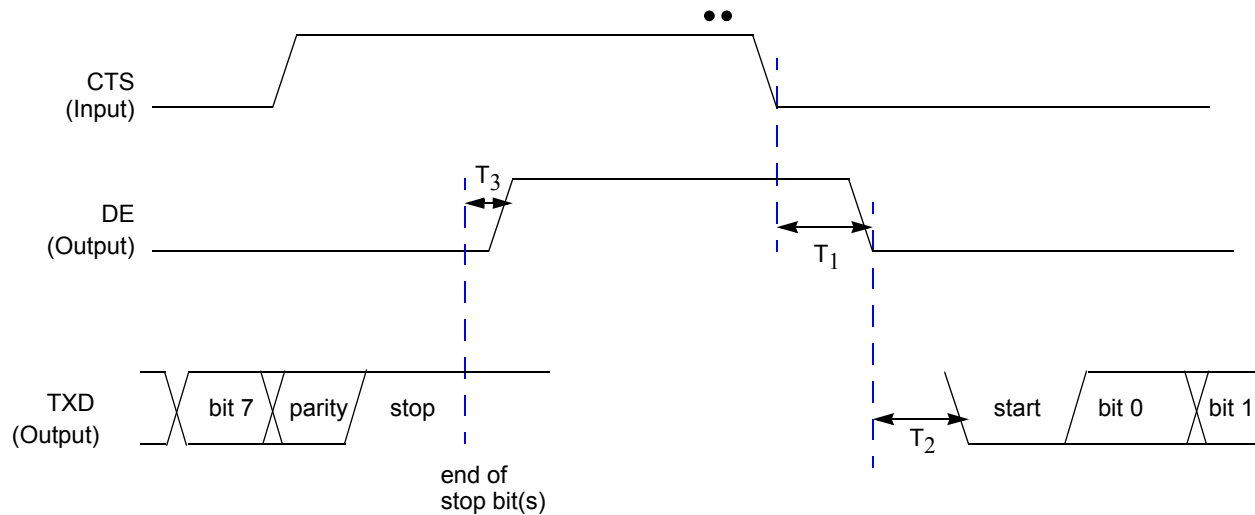 CTS
(Input)
T3
DE
(Output)
T1
TXD
(Output)
bit 7
parity
stop
start
bit 0
bit 1
T2
end of
stop bit(s)